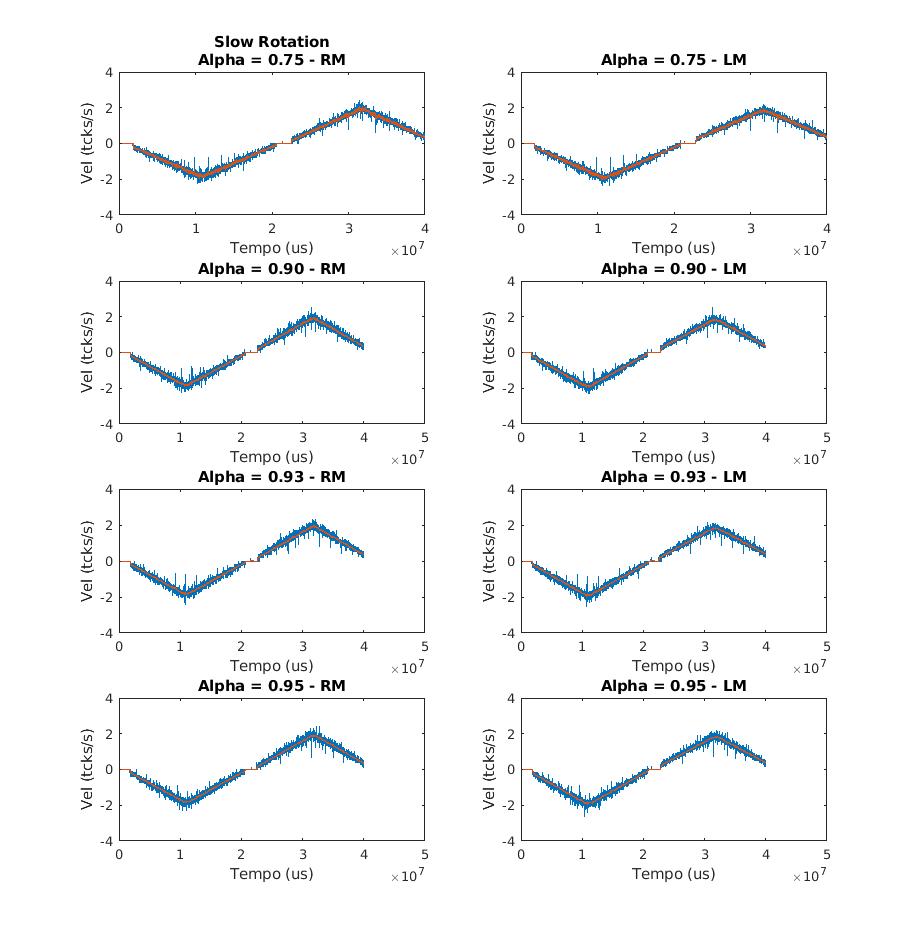 Slow Rotation
Alpha = 0.75 - RM
Alpha = 0.75 - LM
4
2
0
-2
-4
Vel (tcks/s)
0 1 2 3 4
Tempo (us)
×10^7
4
2
0
-2
-4
Vel (tcks/s)
0 1 2 3 4
Tempo (us)
×10^7
Alpha = 0.90 - RM
Alpha = 0.90 - LM
4
2
0
-2
-4
Vel (tcks/s)
0 1 2 3 4 5
Tempo (us)
×10^7
4
2
0
-2
-4
Vel (tcks/s)
0 1 2 3 4 5
Tempo (us)
×10^7
Alpha = 0.93 - RM
Alpha = 0.93 - LM
4
2
0
-2
-4
Vel (tcks/s)
0 1 2 3 4 5
Tempo (us)
×10^7
4
2
0
-2
-4
Vel (tcks/s)
0 1 2 3 4 5
Tempo (us)
×10^7
Alpha = 0.95 - RM
Alpha = 0.95 - LM
4
2
0
-2
-4
Vel (tcks/s)
0 1 2 3 4 5
Tempo (us)
×10^7
4
2
0
-2
-4
Vel (tcks/s)
0 1 2 3 4 5
Tempo (us)
×10^7